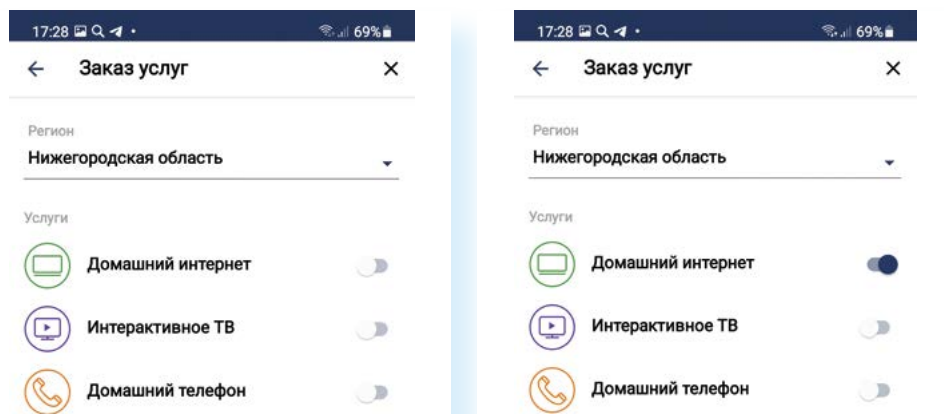 17:28
69%
Заказ услуг
Регион
Нижегородская область
Услуги
Домашний интернет
Интерактивное ТВ
Домашний телефон
17:28
69%
Заказ услуг
Регион
Нижегородская область
Услуги
Домашний интернет
Интерактивное ТВ
Домашний телефон